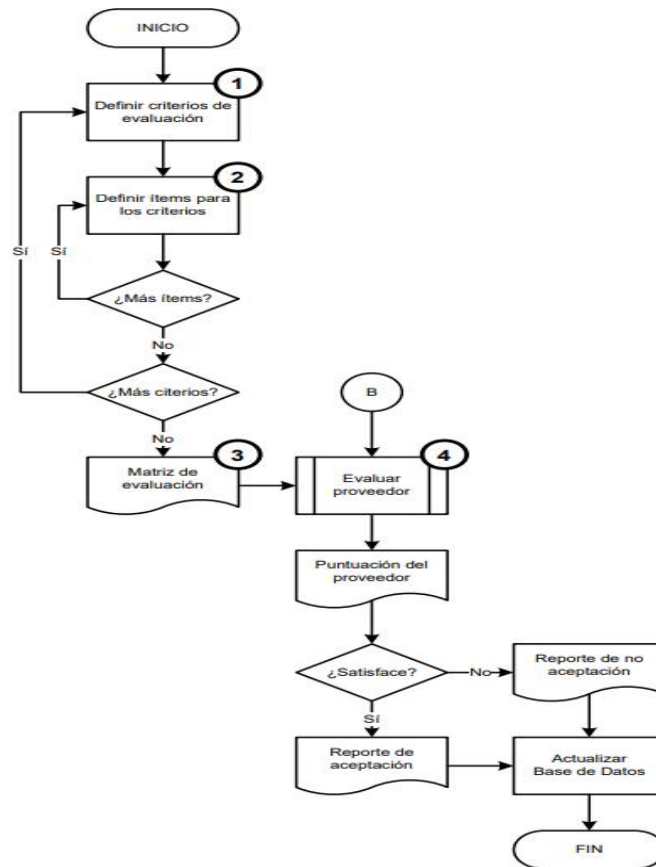 INICIO
1
Definir criterios de
evaluación
2
Definir ítems para
los criterios
Sí
Sí
¿Más ítems?
No
¿Más citerios?
No
B
3
Matriz de
evaluación
4
Evaluar
proveedor
Puntuación del
proveedor
¿Satisface?
No
Reporte de no
aceptación
Sí
Reporte de
aceptación
Actualizar
Base de Datos
FIN